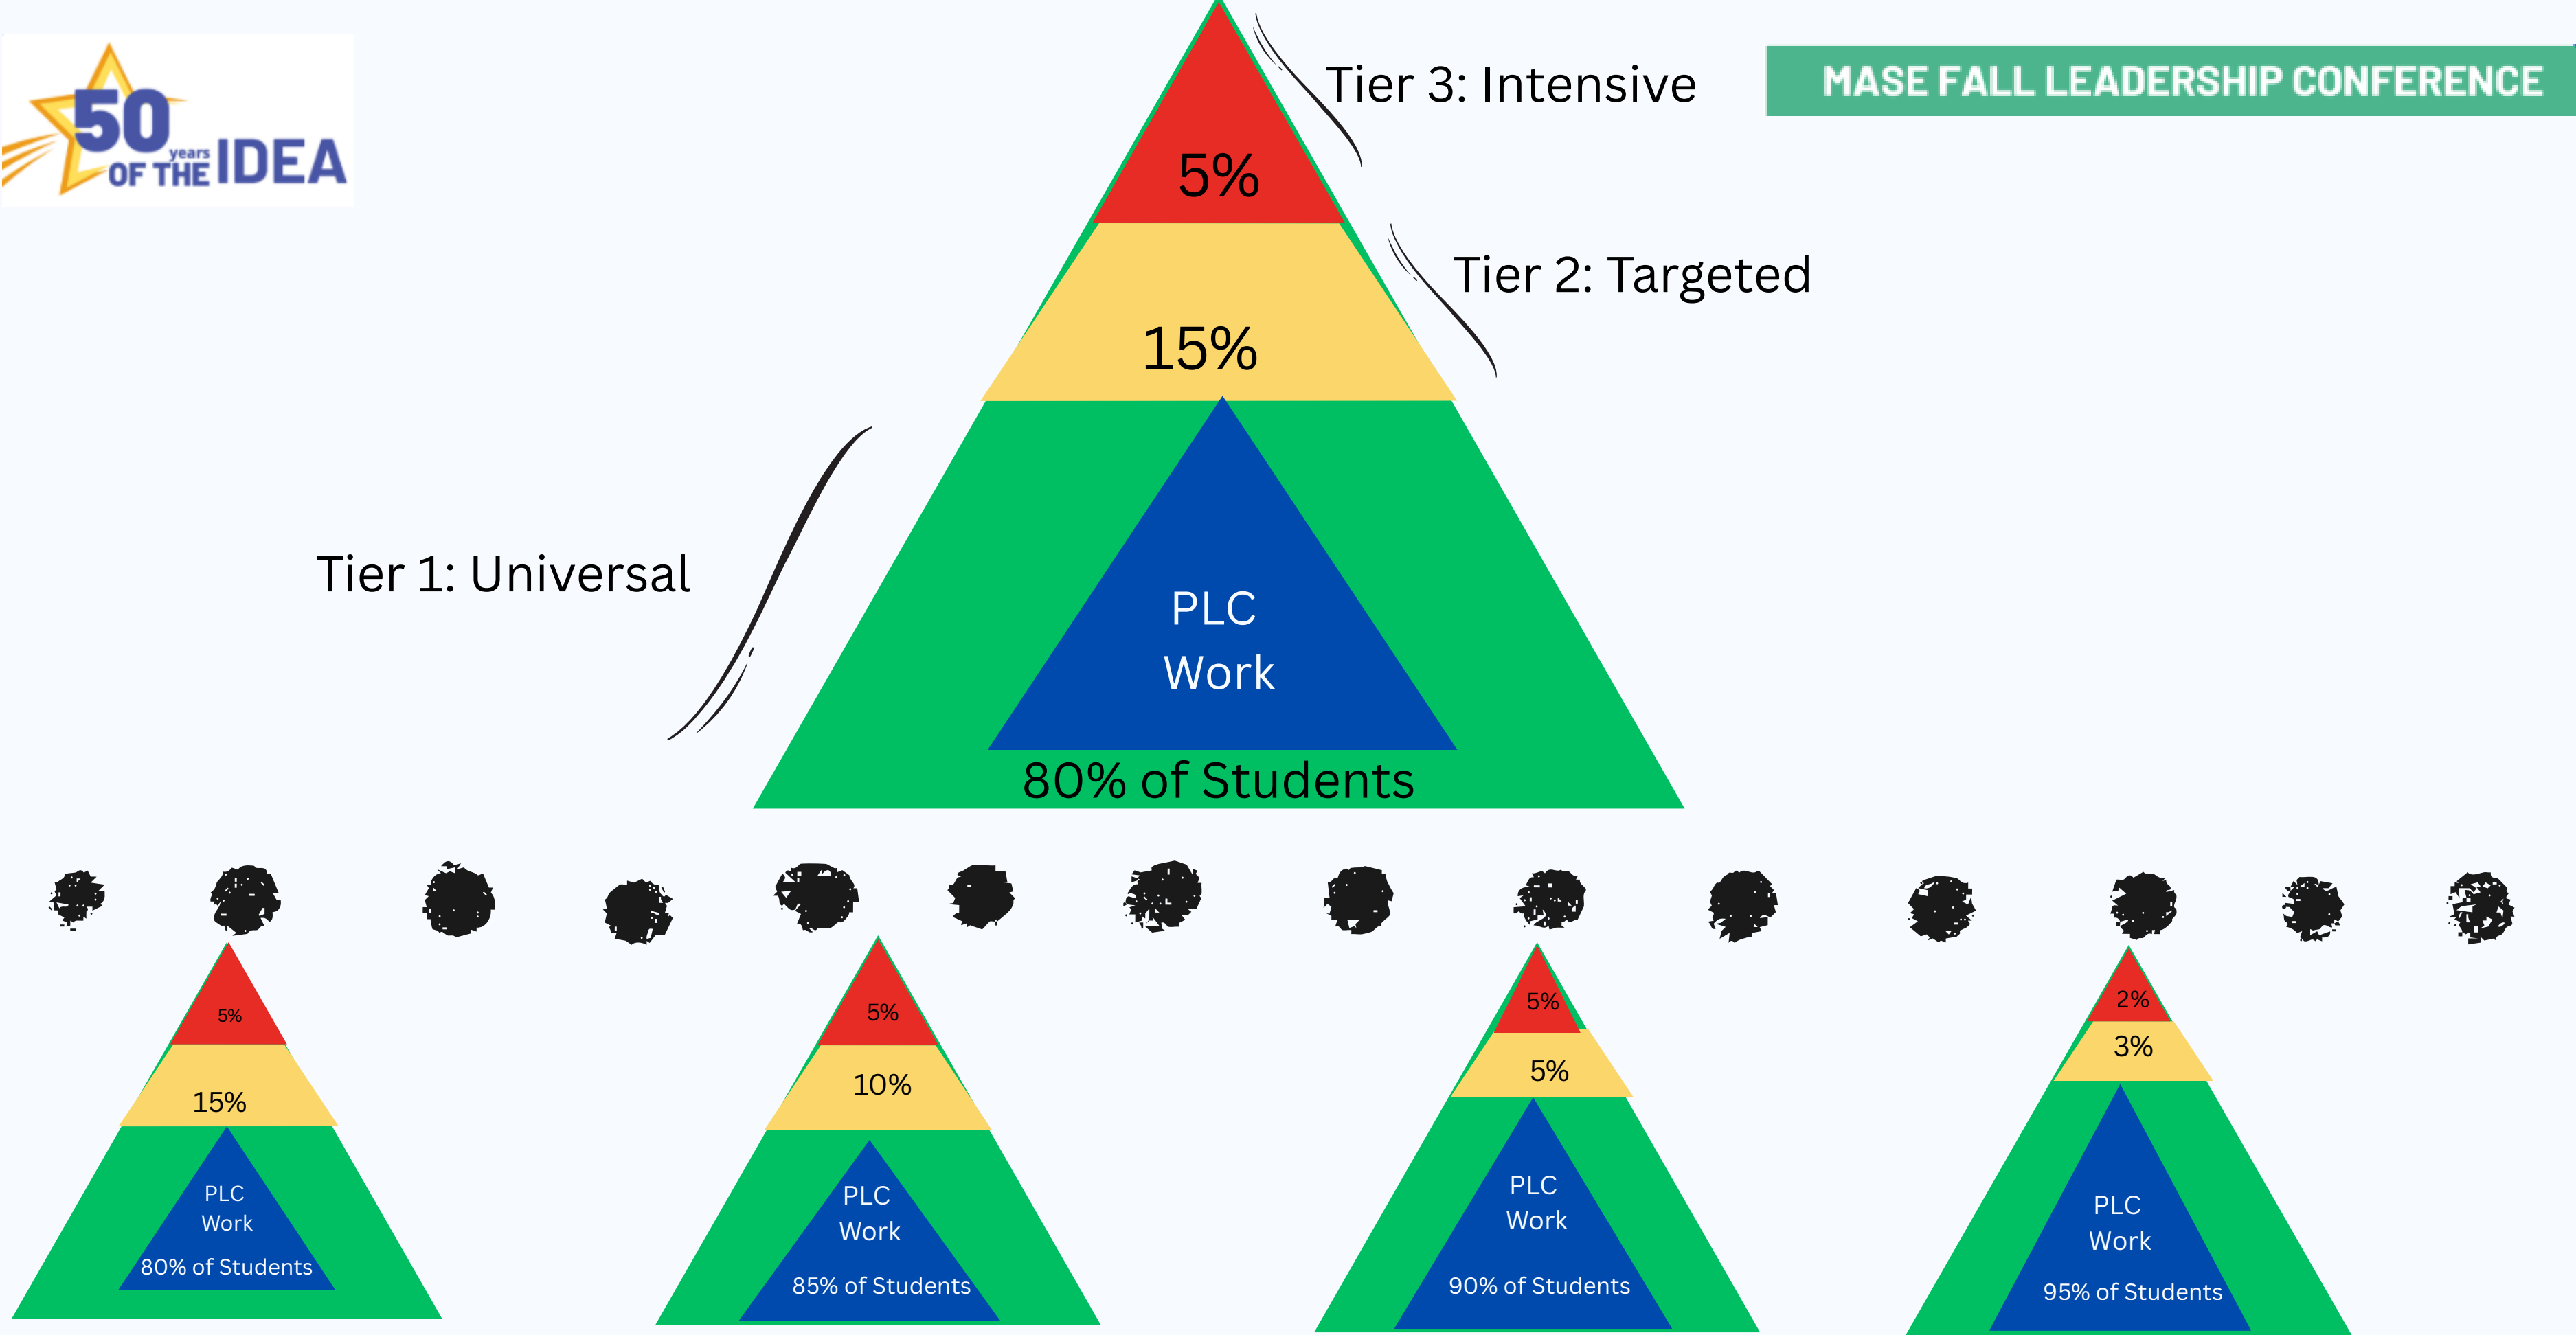 50
years
OF THE IDEA
Tier 3: Intensive
MASE FALL LEADERSHIP CONFERENCE
5%
Tier 2: Targeted
15%
Tier 1: Universal
PLC
Work
80% of Students
5%
15%
PLC
Work
80% of Students
5%
10%
PLC
Work
85% of Students
5%
5%
PLC
Work
90% of Students
2%
3%
PLC
Work
95% of Students